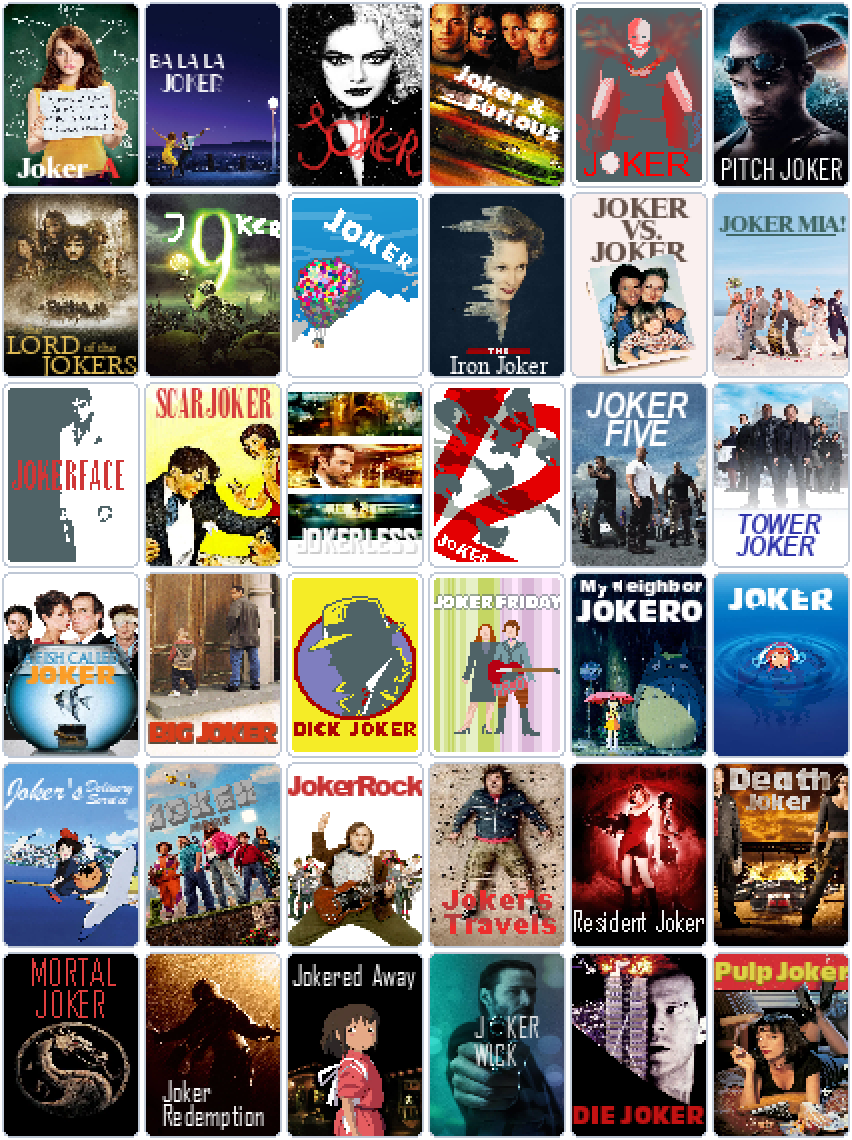 Joker A
BA LA LA
JOKER
JOKER
Joker &
Furious
JOKER
PITCH JOKER
LORD of the
JOKERS
J9KER
JOKER
THE
Iron Joker
JOKER
VS.
JOKER
JOKER MIA!
JOKERFACE
SCAR JOKER
JOKERLESS
JOKER
JOKER
FIVE
TOWER
JOKER
FISH CALLED
JOKER
BIG JOKER
DICK JOKER
JOKER FRIDAY
My Neighbor
JOKERO
JOKER
Joker's Delivery
Service
JOKER
JokerRock
Joker's
Travels
Resident Joker
Death
Joker
MORTAL
JOKER
Joker
Redemption
Jokered Away
JOKER
WICK
DIE JOKER
Pulp Joker